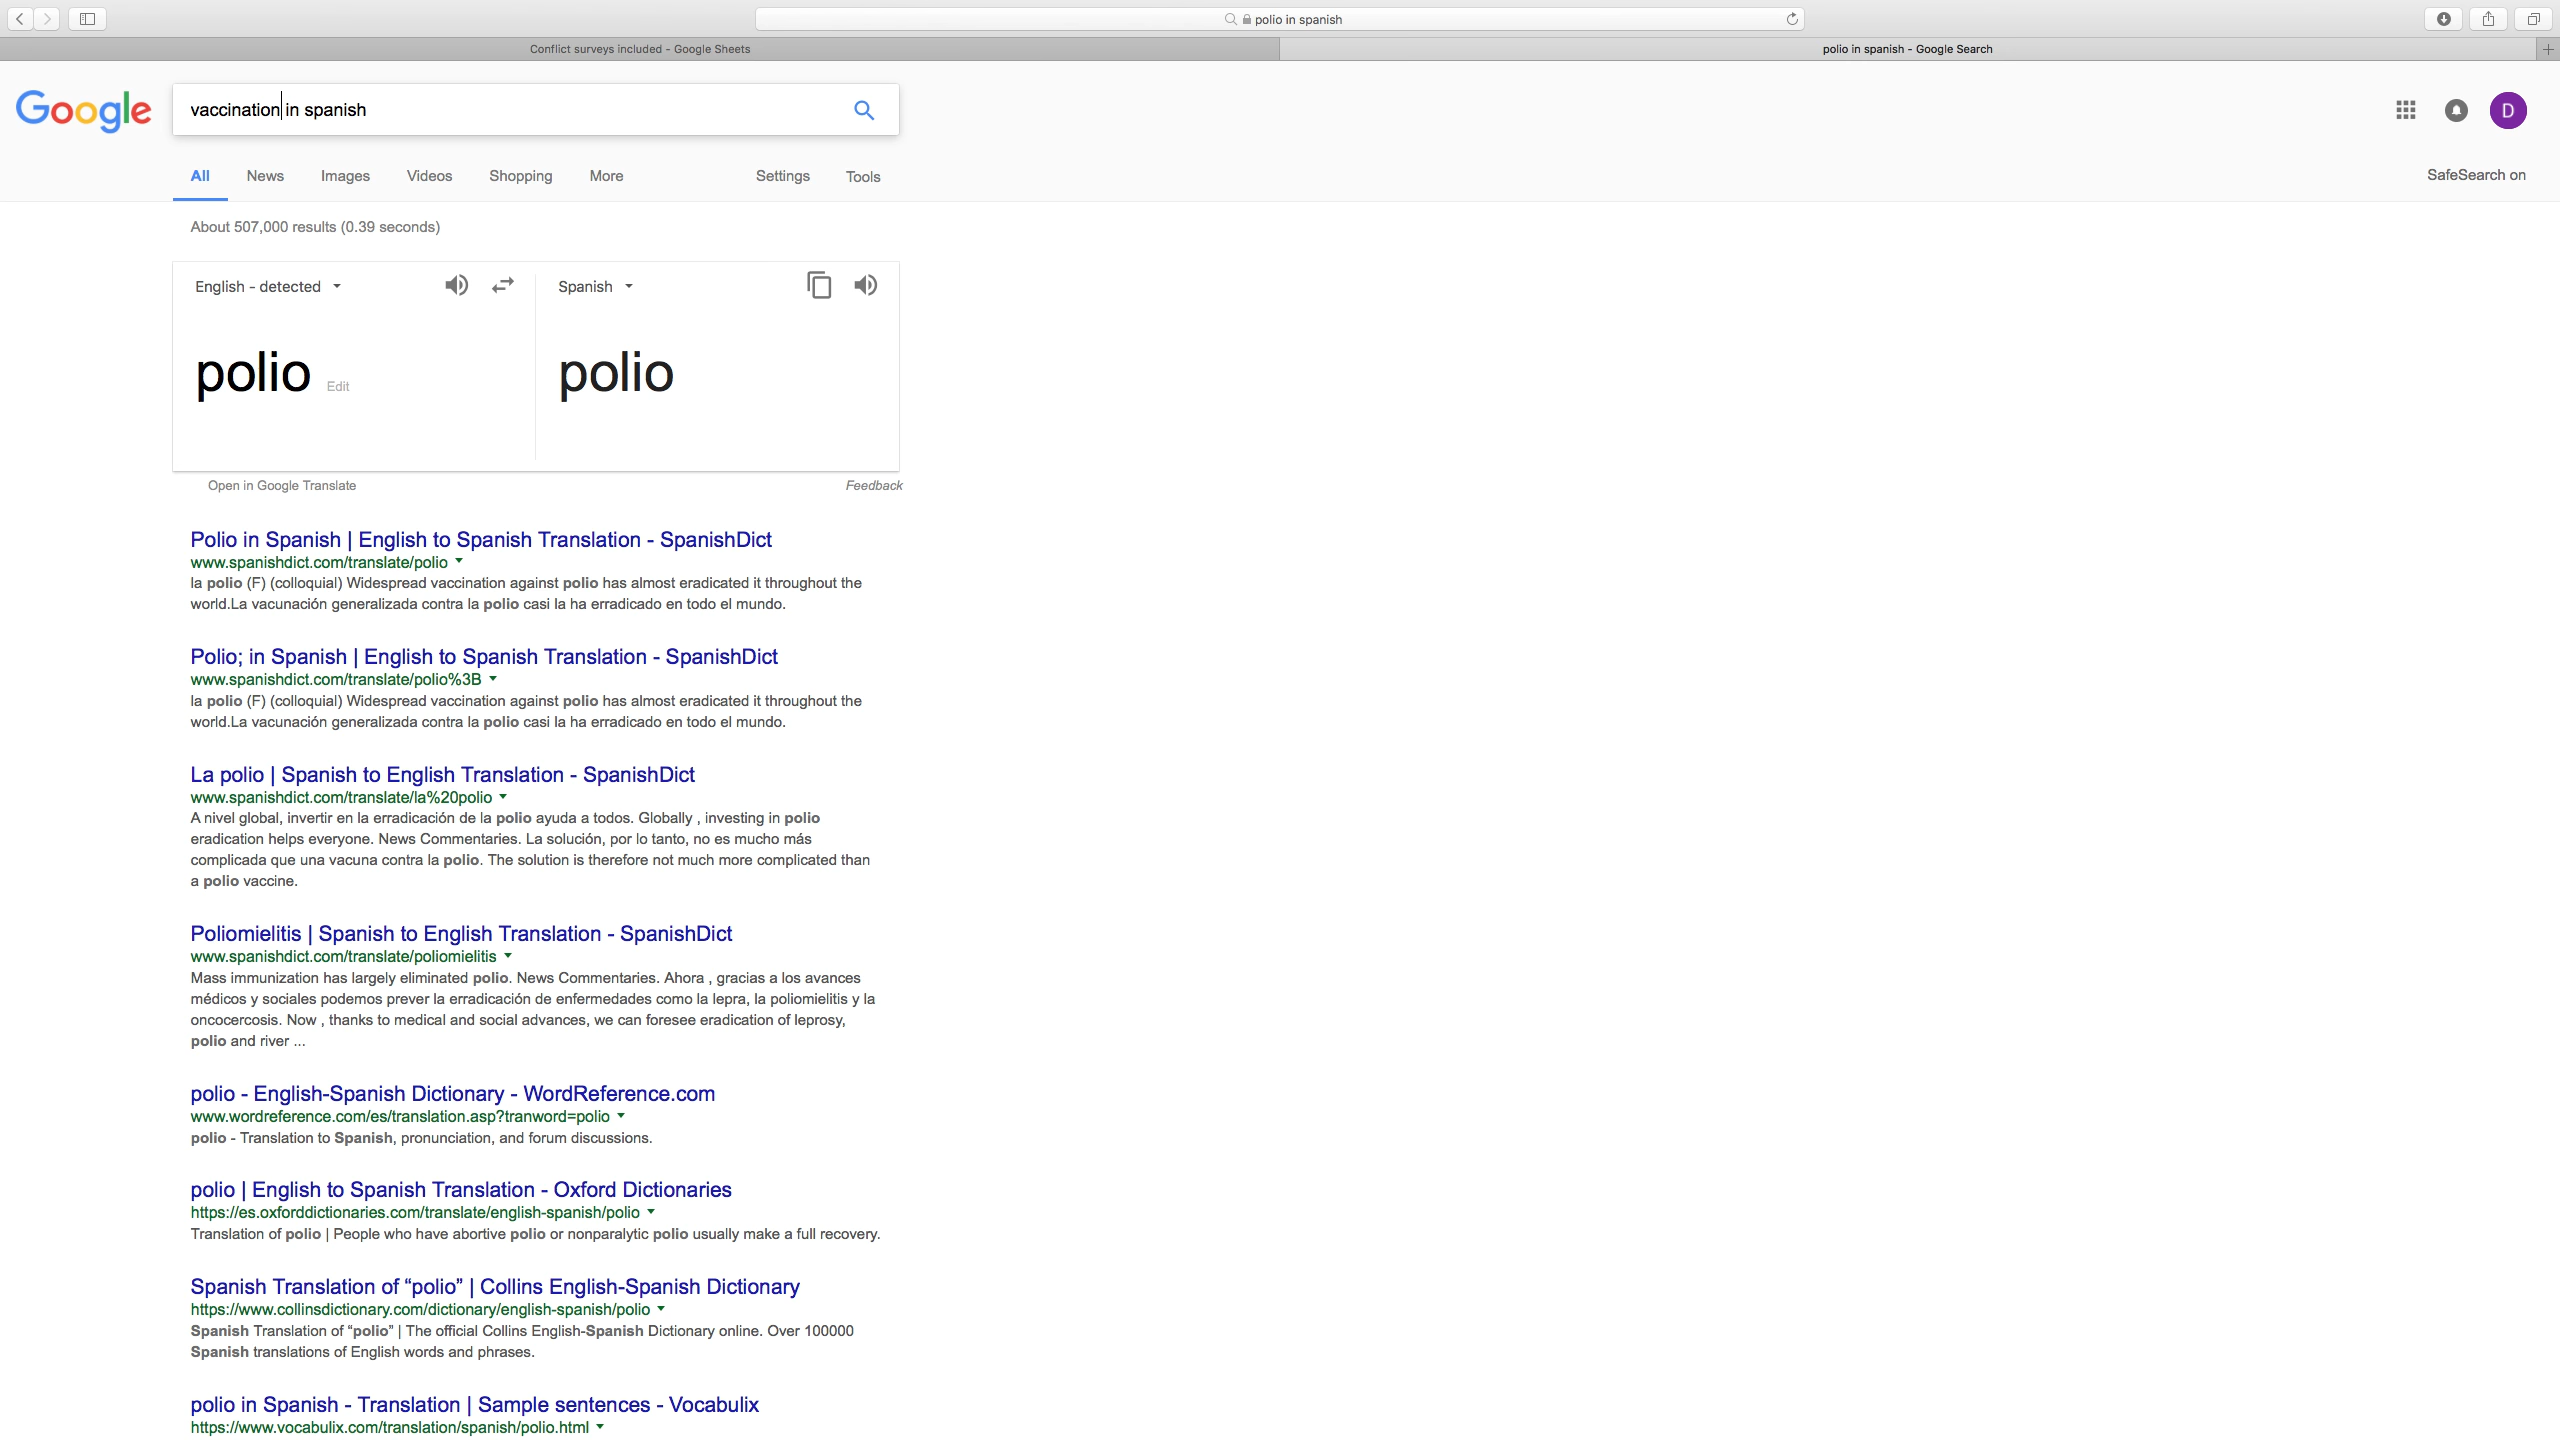 polio in spanish
Conflict surveys included - Google Sheets
polio in spanish - Google Search
Google
vaccination in spanish
D
All News Images Videos Shopping More Settings Tools
SafeSearch on
About 507,000 results (0.39 seconds)
English - detected
Spanish
polio Edit
polio
Open in Google Translate
Feedback
Polio in Spanish | English to Spanish Translation - SpanishDict
www.spanishdict.com/translate/polio
la polio (F) (colloquial) Widespread vaccination against polio has almost eradicated it throughout the
world.La vacunación generalizada contra la polio casi la ha erradicado en todo el mundo.
Polio; in Spanish | English to Spanish Translation - SpanishDict
www.spanishdict.com/translate/polio%3B
la polio (F) (colloquial) Widespread vaccination against polio has almost eradicated it throughout the
world.La vacunación generalizada contra la polio casi la ha erradicado en todo el mundo.
La polio | Spanish to English Translation - SpanishDict
www.spanishdict.com/translate/la%20polio
A nivel global, invertir en la erradicación de la polio ayuda a todos. Globally , investing in polio
eradication helps everyone. News Commentaries. La solución, por lo tanto, no es mucho más
complicada que una vacuna contra la polio. The solution is therefore not much more complicated than
a polio vaccine.
Poliomielitis | Spanish to English Translation - SpanishDict
www.spanishdict.com/translate/poliomielitis
Mass immunization has largely eliminated polio. News Commentaries. Ahora , gracias a los avances
médicos y sociales podemos prever la erradicación de enfermedades como la lepra, la poliomielitis y la
oncocercosis. Now , thanks to medical and social advances, we can foresee eradication of leprosy,
polio and river ...
polio - English-Spanish Dictionary - WordReference.com
www.wordreference.com/es/translation.asp?tranword=polio
polio - Translation to Spanish, pronunciation, and forum discussions.
polio | English to Spanish Translation - Oxford Dictionaries
https://es.oxforddictionaries.com/translate/english-spanish/polio
Translation of polio | People who have abortive polio or nonparalytic polio usually make a full recovery.
Spanish Translation of “polio” | Collins English-Spanish Dictionary
https://www.collinsdictionary.com/dictionary/english-spanish/polio
Spanish Translation of “polio” | The official Collins English-Spanish Dictionary online. Over 100000
Spanish translations of English words and phrases.
polio in Spanish - Translation | Sample sentences - Vocabulix
https://www.vocabulix.com/translation/spanish/polio.html